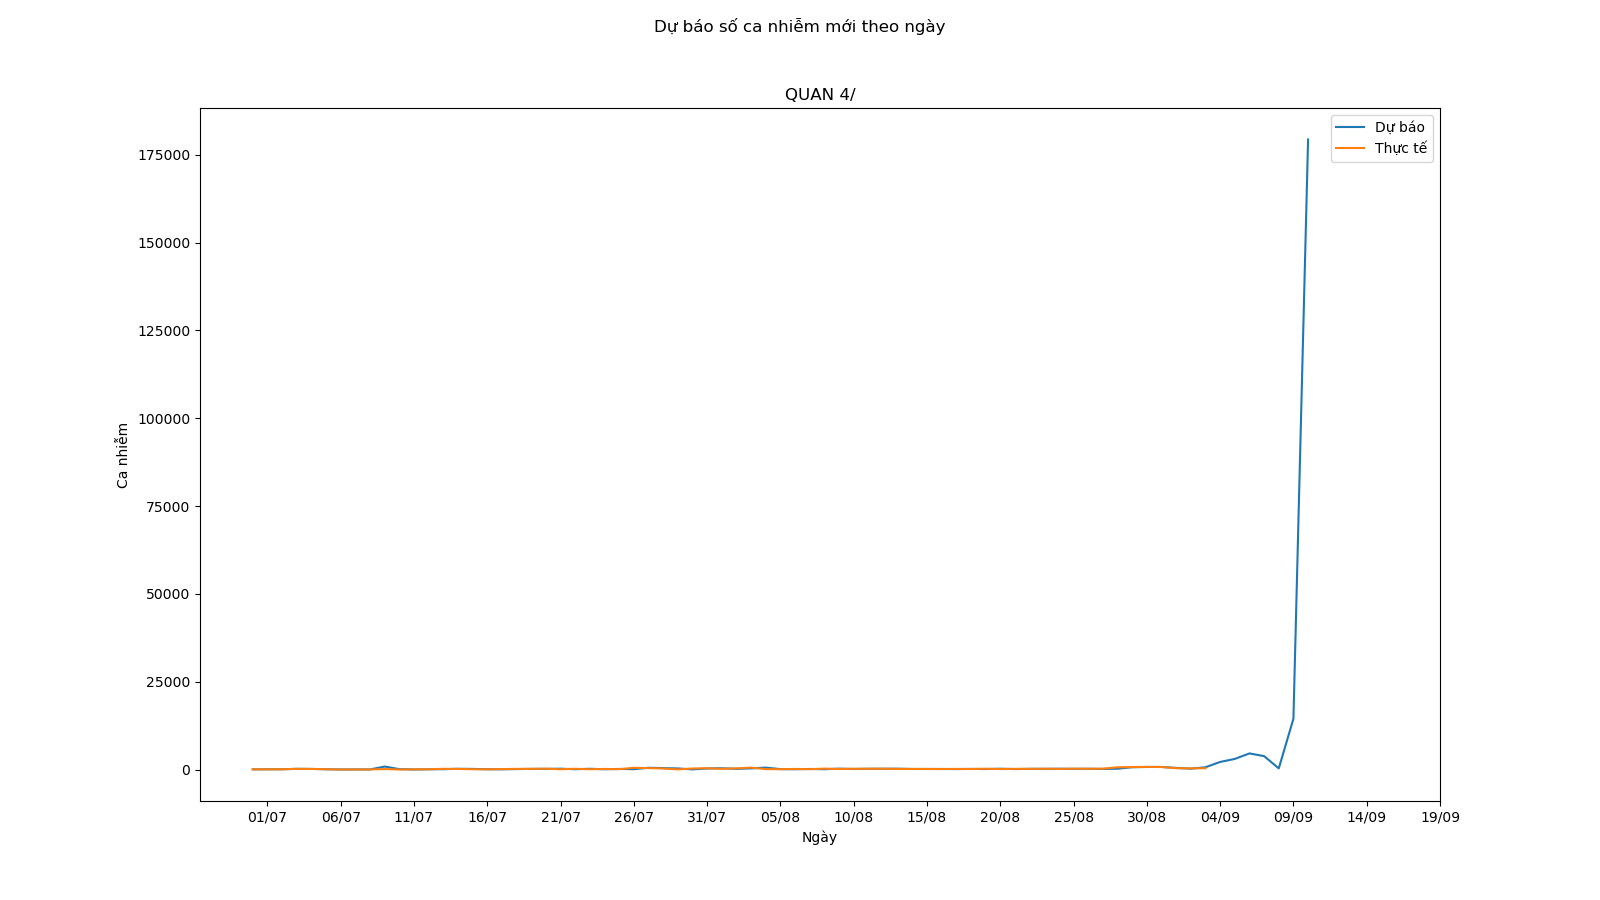 Dự báo số ca nhiễm mới theo ngày
QUAN 4/
Dự báo
Thực tế
175000
150000
125000
100000
75000
50000
25000
0
Ca nhiễm
01/07 06/07 11/07 16/07 21/07 26/07 31/07 05/08 10/08 15/08 20/08 25/08 30/08 04/09 09/09 14/09 19/09
Ngày